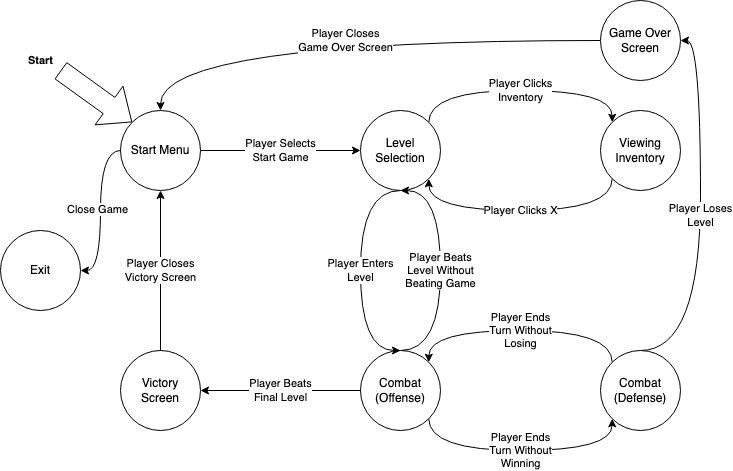 Player Closes
Game Over Screen
Game Over
Screen
Start
Player Clicks
Inventory
Start Menu
Player Selects
Start Game
Level
Selection
Viewing
Inventory
Close Game
Player Clicks X
Player Loses
Level
Exit
Player Closes
Victory Screen
Player Enters
Level
Player Beats
Level Without
Beating Game
Player Ends
Turn Without
Losing
Victory
Screen
Player Beats
Final Level
Combat
(Offense)
Combat
(Defense)
Player Ends
Turn Without
Winning